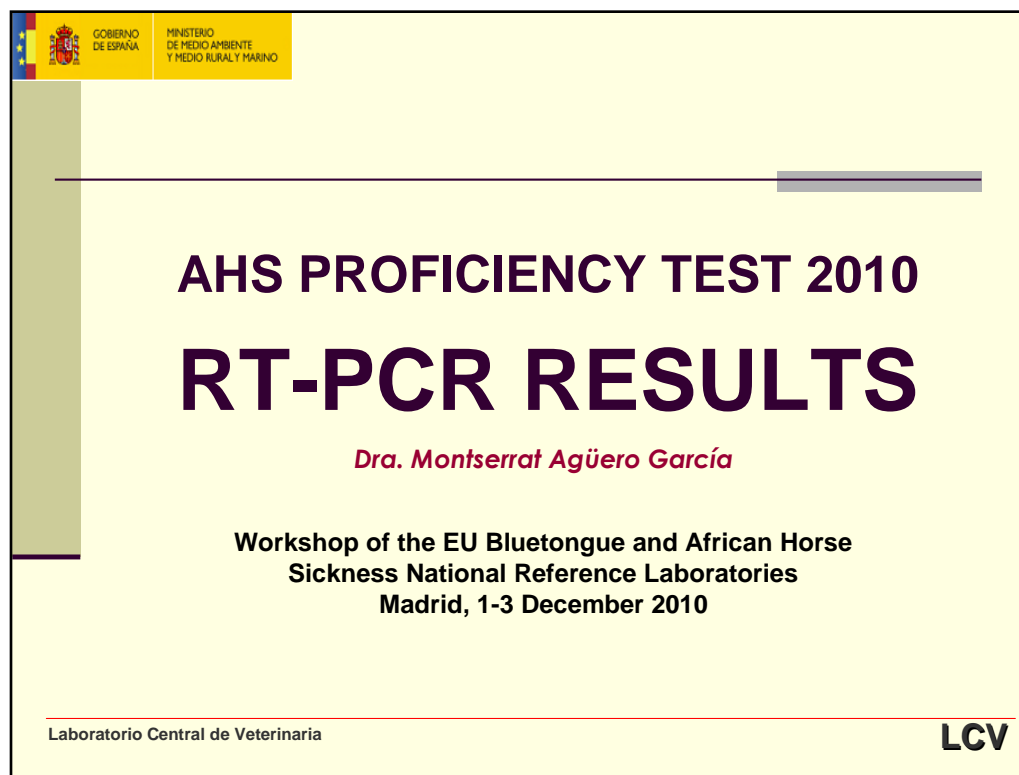 GOBIERNO
DE ESPAÑA
MINISTERIO
DE MEDIO AMBIENTE
Y MEDIO RURAL Y MARINO
AHS PROFICIENCY TEST 2010
RT-PCR RESULTS
Dra. Montserrat Agüero García
Workshop of the EU Bluetongue and African Horse
Sickness National Reference Laboratories
Madrid, 1-3 December 2010
Laboratorio Central de Veterinaria
LCV